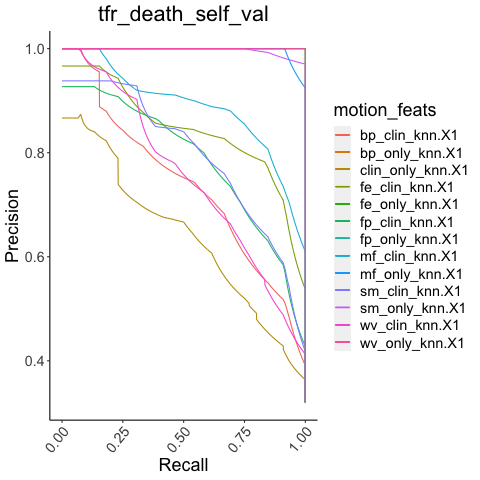 tfr_death_self_val
1.0
0.8
0.6
0.4
Precision
0.00
0.25
0.50
0.75
1.00
Recall
motion_feats
bp_clin_knn.X1
bp_only_knn.X1
clin_only_knn.X1
fe_clin_knn.X1
fe_only_knn.X1
fp_clin_knn.X1
fp_only_knn.X1
mf_clin_knn.X1
mf_only_knn.X1
sm_clin_knn.X1
sm_only_knn.X1
wv_clin_knn.X1
wv_only_knn.X1